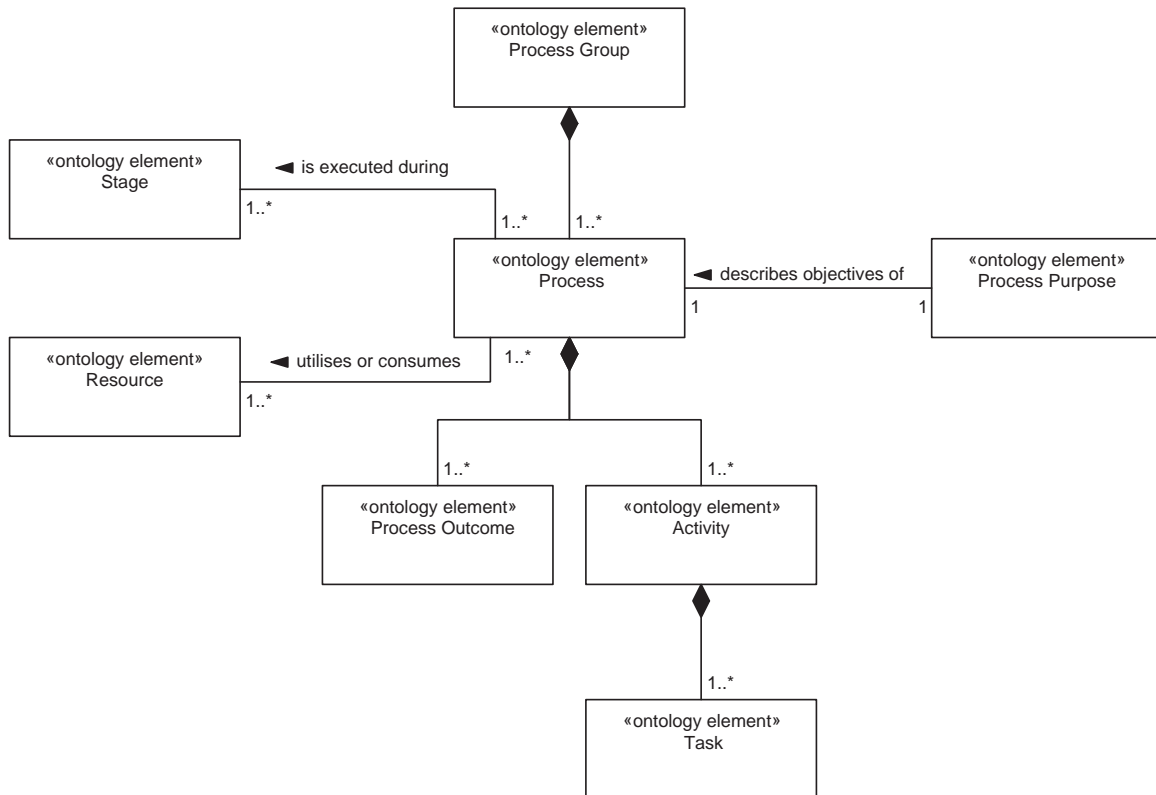 «ontology element»
Process Group
«ontology element»
Stage
◄ is executed during
1..*
1..*
1..*
«ontology element»
Process
◄ describes objectives of
«ontology element»
Process Purpose
1
1
«ontology element»
Resource
◄ utilises or consumes
1..*
1..*
1..*
1..*
«ontology element»
Process Outcome
«ontology element»
Activity
1..*
«ontology element»
Task